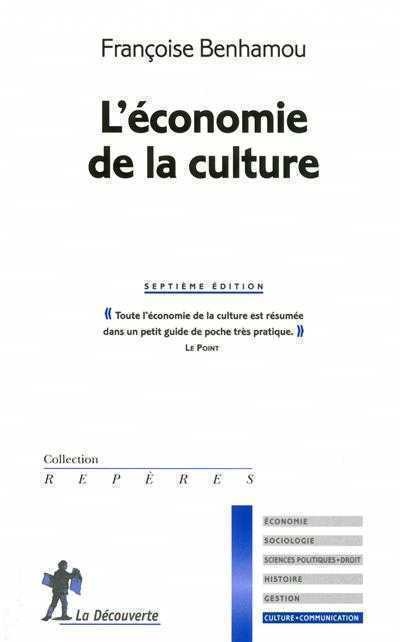 Françoise Benhamou
L'économie
de la culture
SEPTIÈME ÉDITION
« Toute l'économie de la culture est résumée
dans un petit guide de poche très pratique. »
LE POINT
Collection
REPÈRES
ÉCONOMIE
SOCIOLOGIE
SCIENCES POLITIQUES • DROIT
HISTOIRE
GESTION
CULTURE • COMMUNICATION
La Découverte